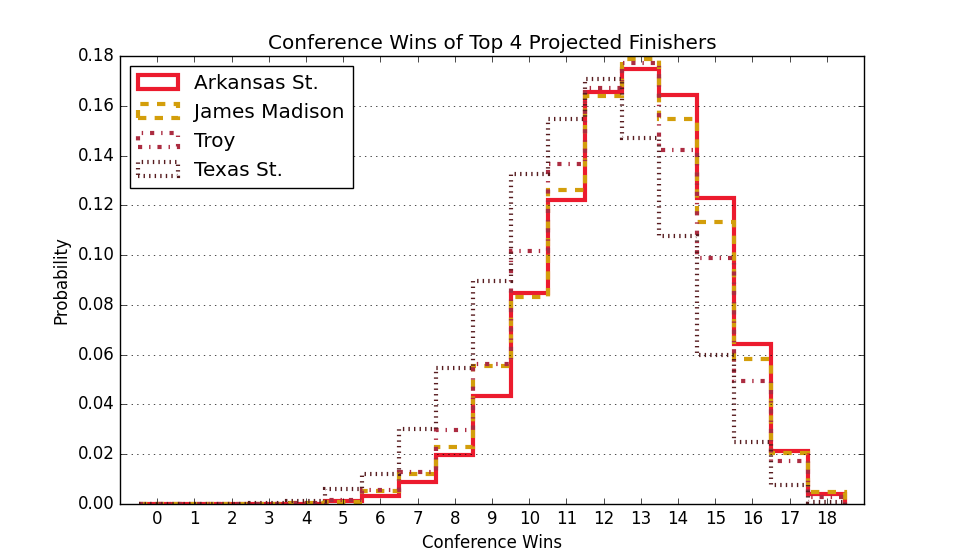 Conference Wins of Top 4 Projected Finishers
0.18
0.16
0.14
0.12
0.10
0.08
0.06
0.04
0.02
0.00
Probability
Arkansas St.
James Madison
Troy
Texas St.
0 1 2 3 4 5 6 7 8 9 10 11 12 13 14 15 16 17 18
Conference Wins